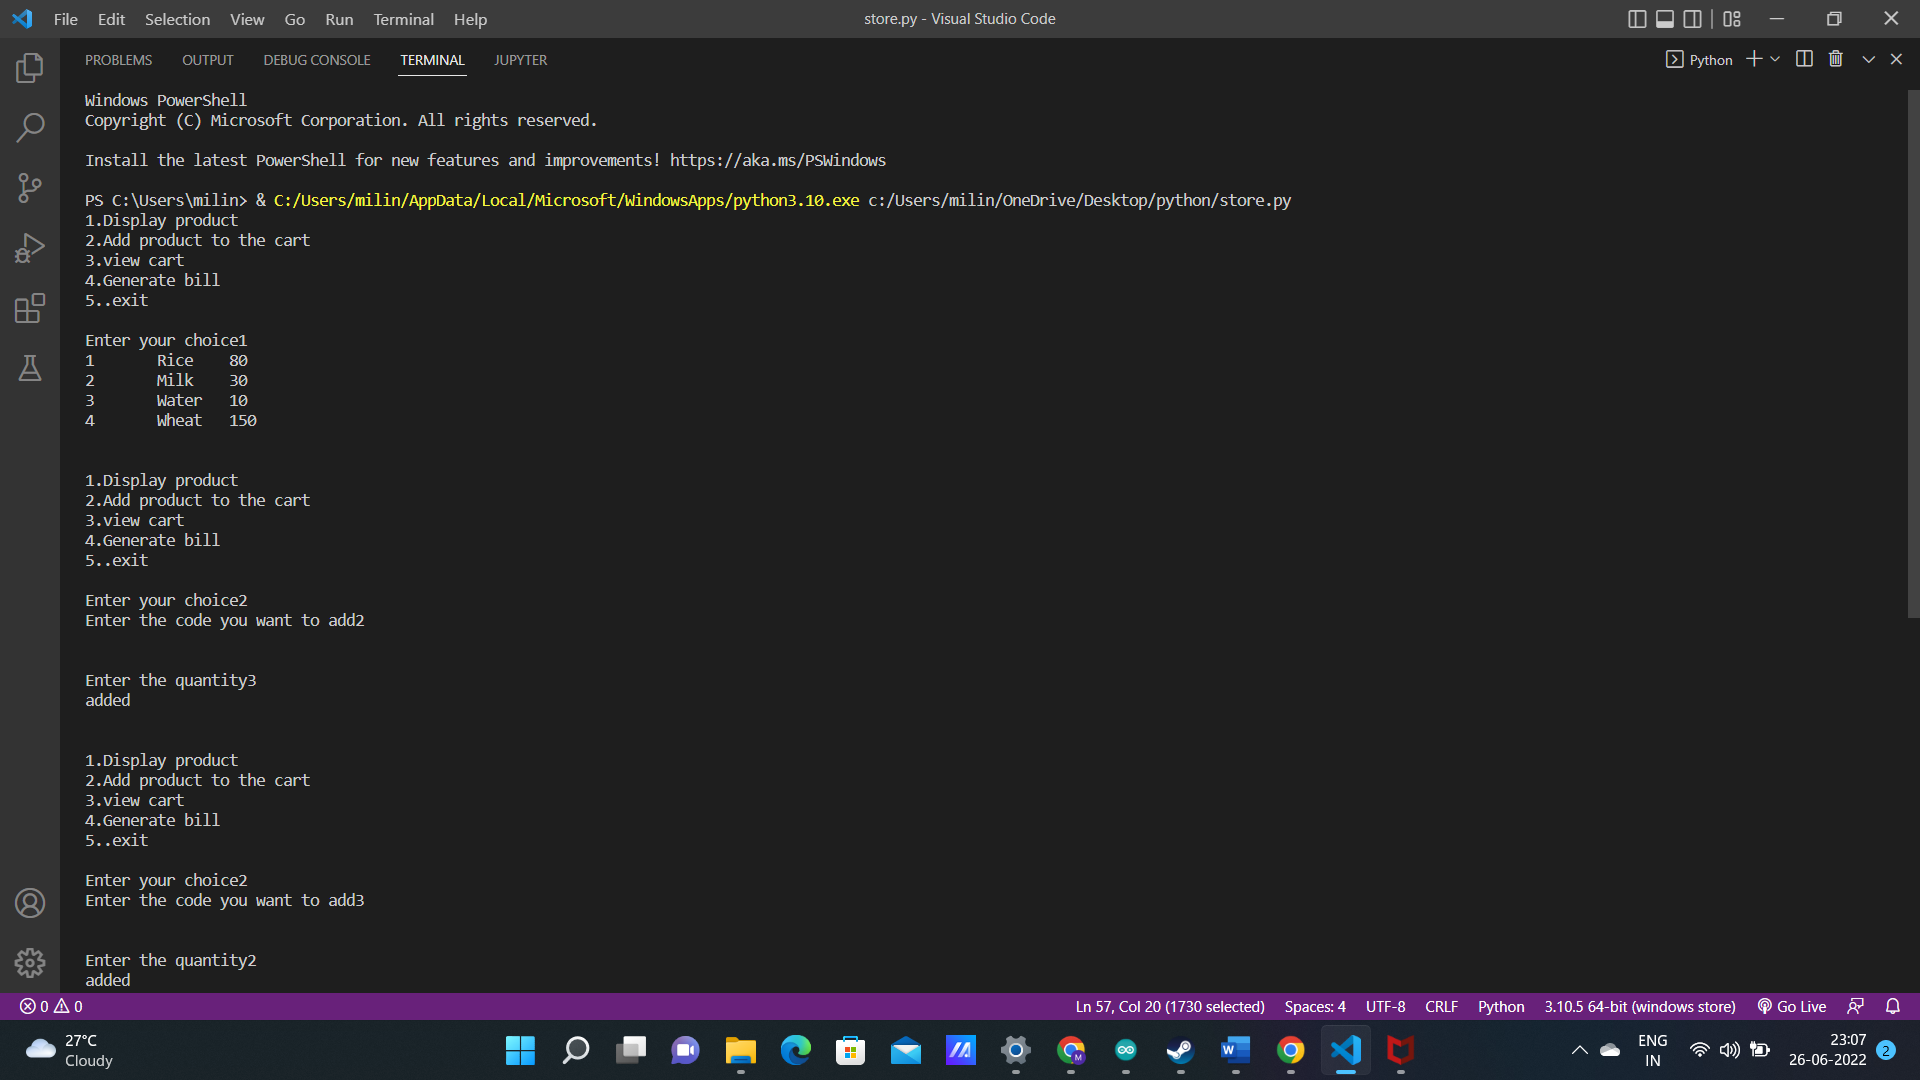 File Edit Selection View Go Run Terminal Help
store.py - Visual Studio Code
PROBLEMS OUTPUT DEBUG CONSOLE TERMINAL JUPYTER
Python
Windows PowerShell
Copyright (C) Microsoft Corporation. All rights reserved.
Install the latest PowerShell for new features and improvements! https://aka.ms/PSWindows
PS C:\Users\milin> & C:/Users/milin/AppData/Local/Microsoft/WindowsApps/python3.10.exe c:/Users/milin/OneDrive/Desktop/python/store.py
1.Display product
2.Add product to the cart
3.view cart
4.Generate bill
5..exit
Enter your choice1
1 Rice 80
2 Milk 30
3 Water 10
4 Wheat 150
1.Display product
2.Add product to the cart
3.view cart
4.Generate bill
5..exit
Enter your choice2
Enter the code you want to add2
Enter the quantity3
added
1.Display product
2.Add product to the cart
3.view cart
4.Generate bill
5..exit
Enter your choice2
Enter the code you want to add3
Enter the quantity2
added
0 0
Ln 57, Col 20 (1730 selected) Spaces: 4 UTF-8 CRLF Python 3.10.5 64-bit (windows store) Go Live
27°C
Cloudy
M
W
ENG
IN
23:07
26-06-2022
2